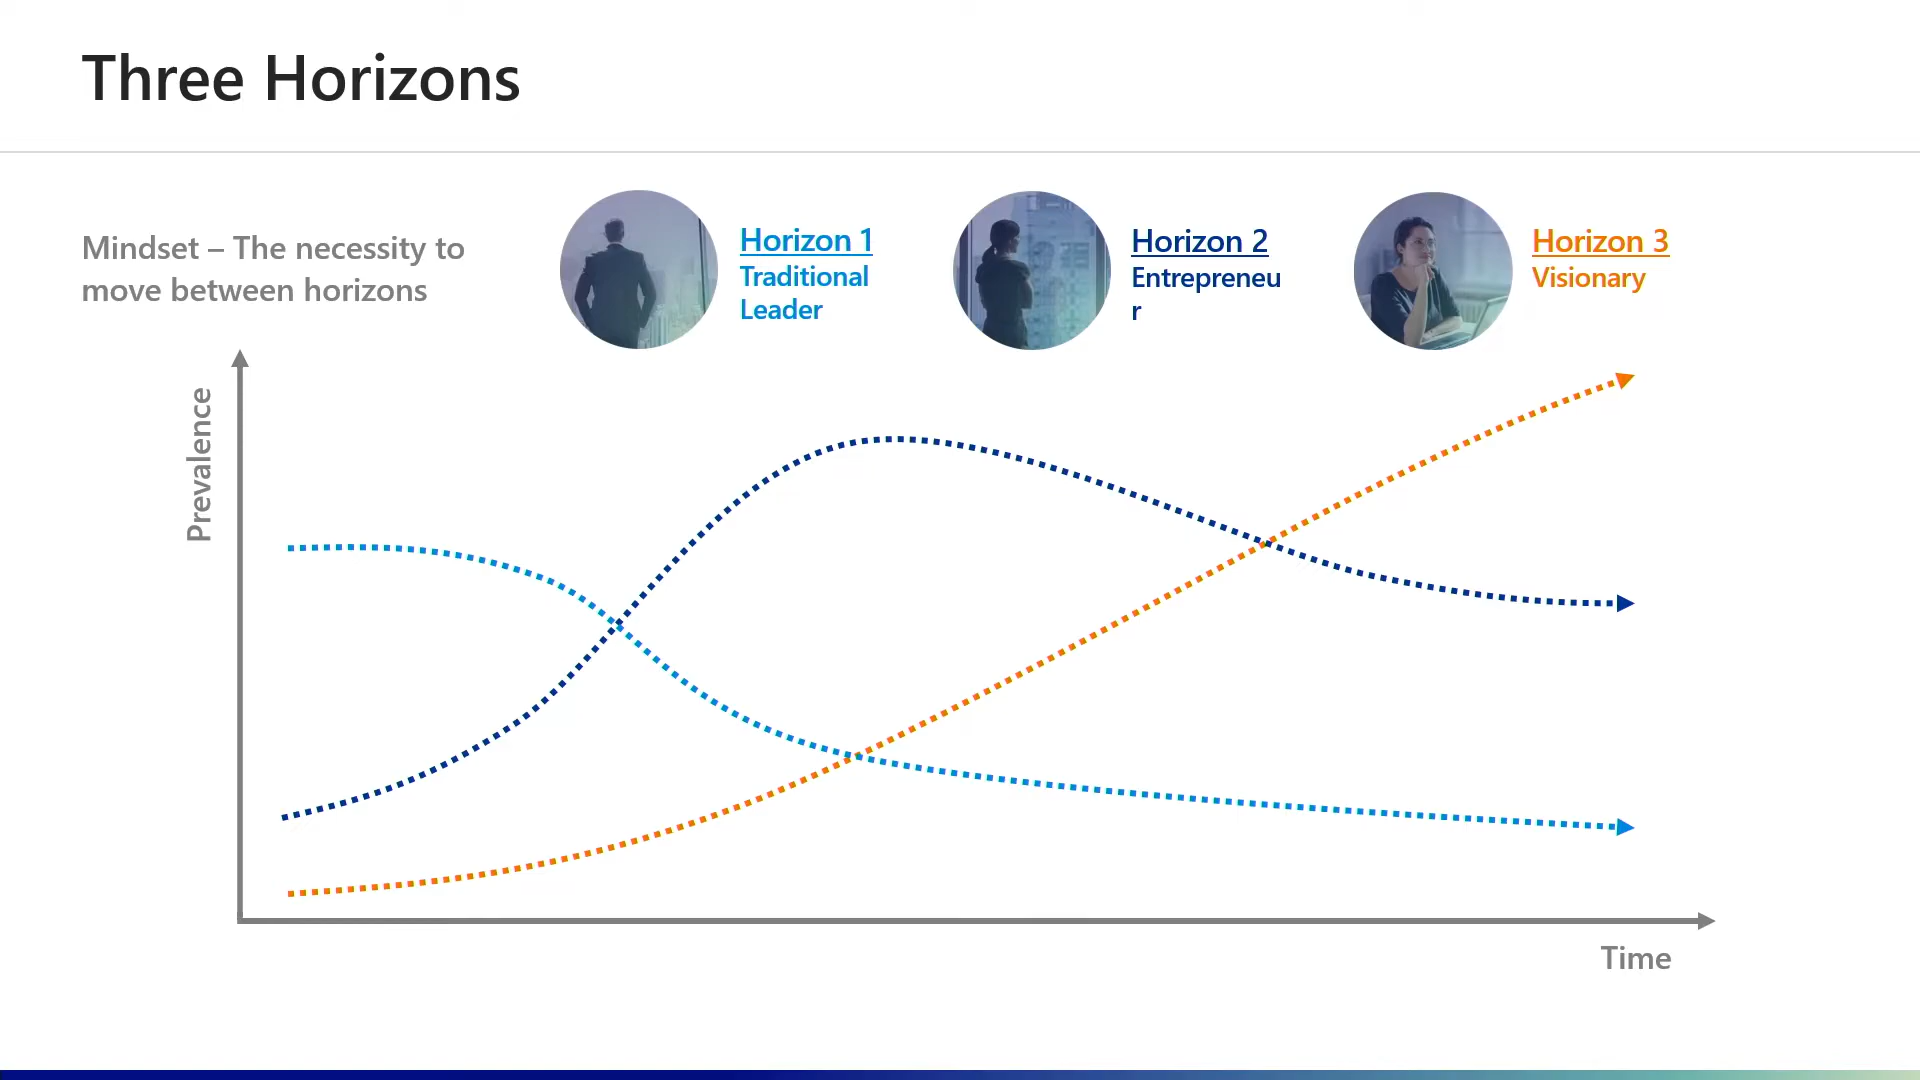 Three Horizons
Mindset – The necessity to
move between horizons
Horizon 1
Traditional
Leader
Horizon 2
Entrepreneu
r
Horizon 3
Visionary
Prevalence
Time